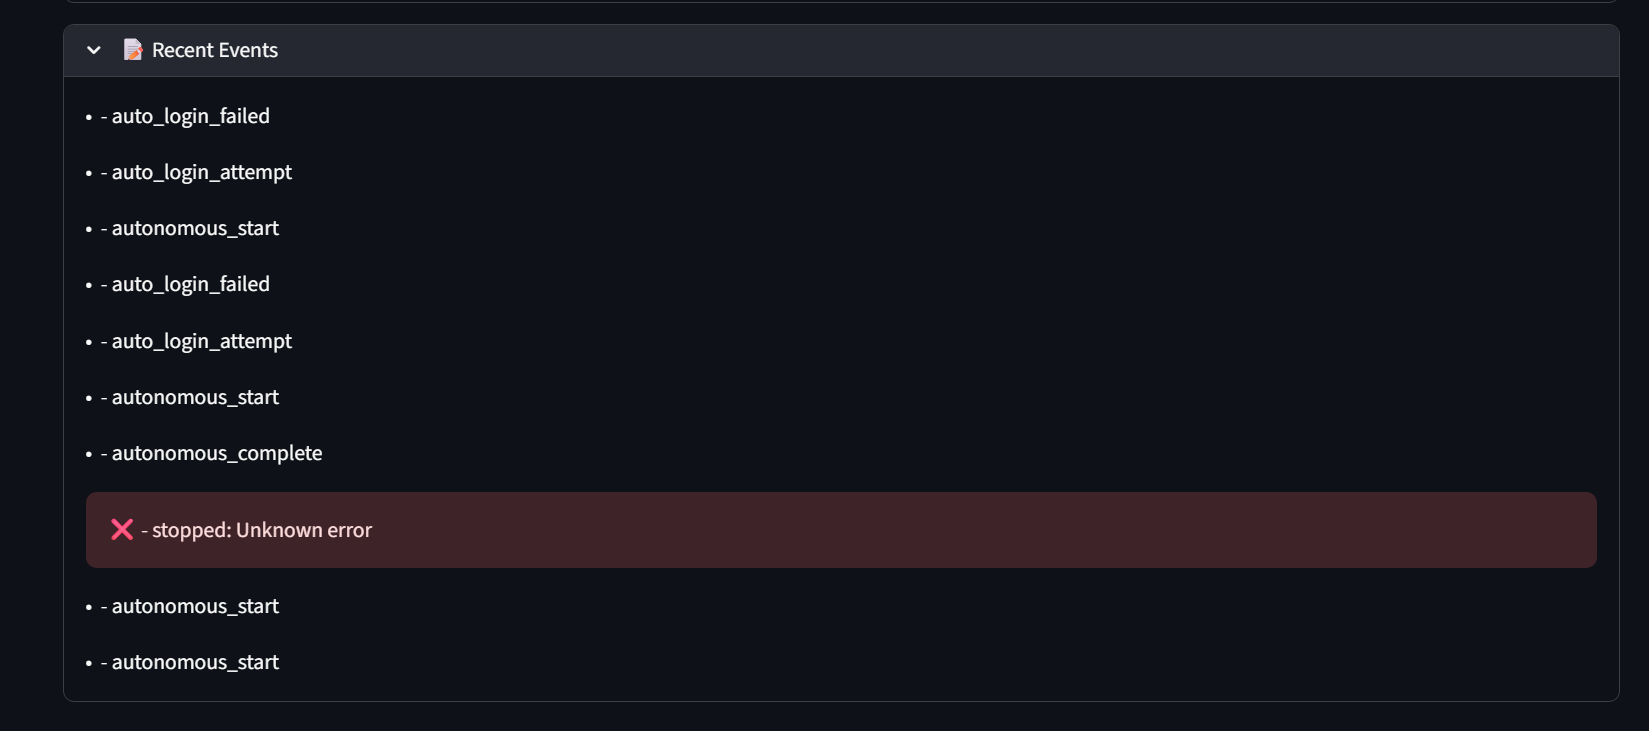 📝 Recent Events
• - auto_login_failed
• - auto_login_attempt
• - autonomous_start
• - auto_login_failed
• - auto_login_attempt
• - autonomous_start
• - autonomous_complete
❌ - stopped: Unknown error
• - autonomous_start
• - autonomous_start